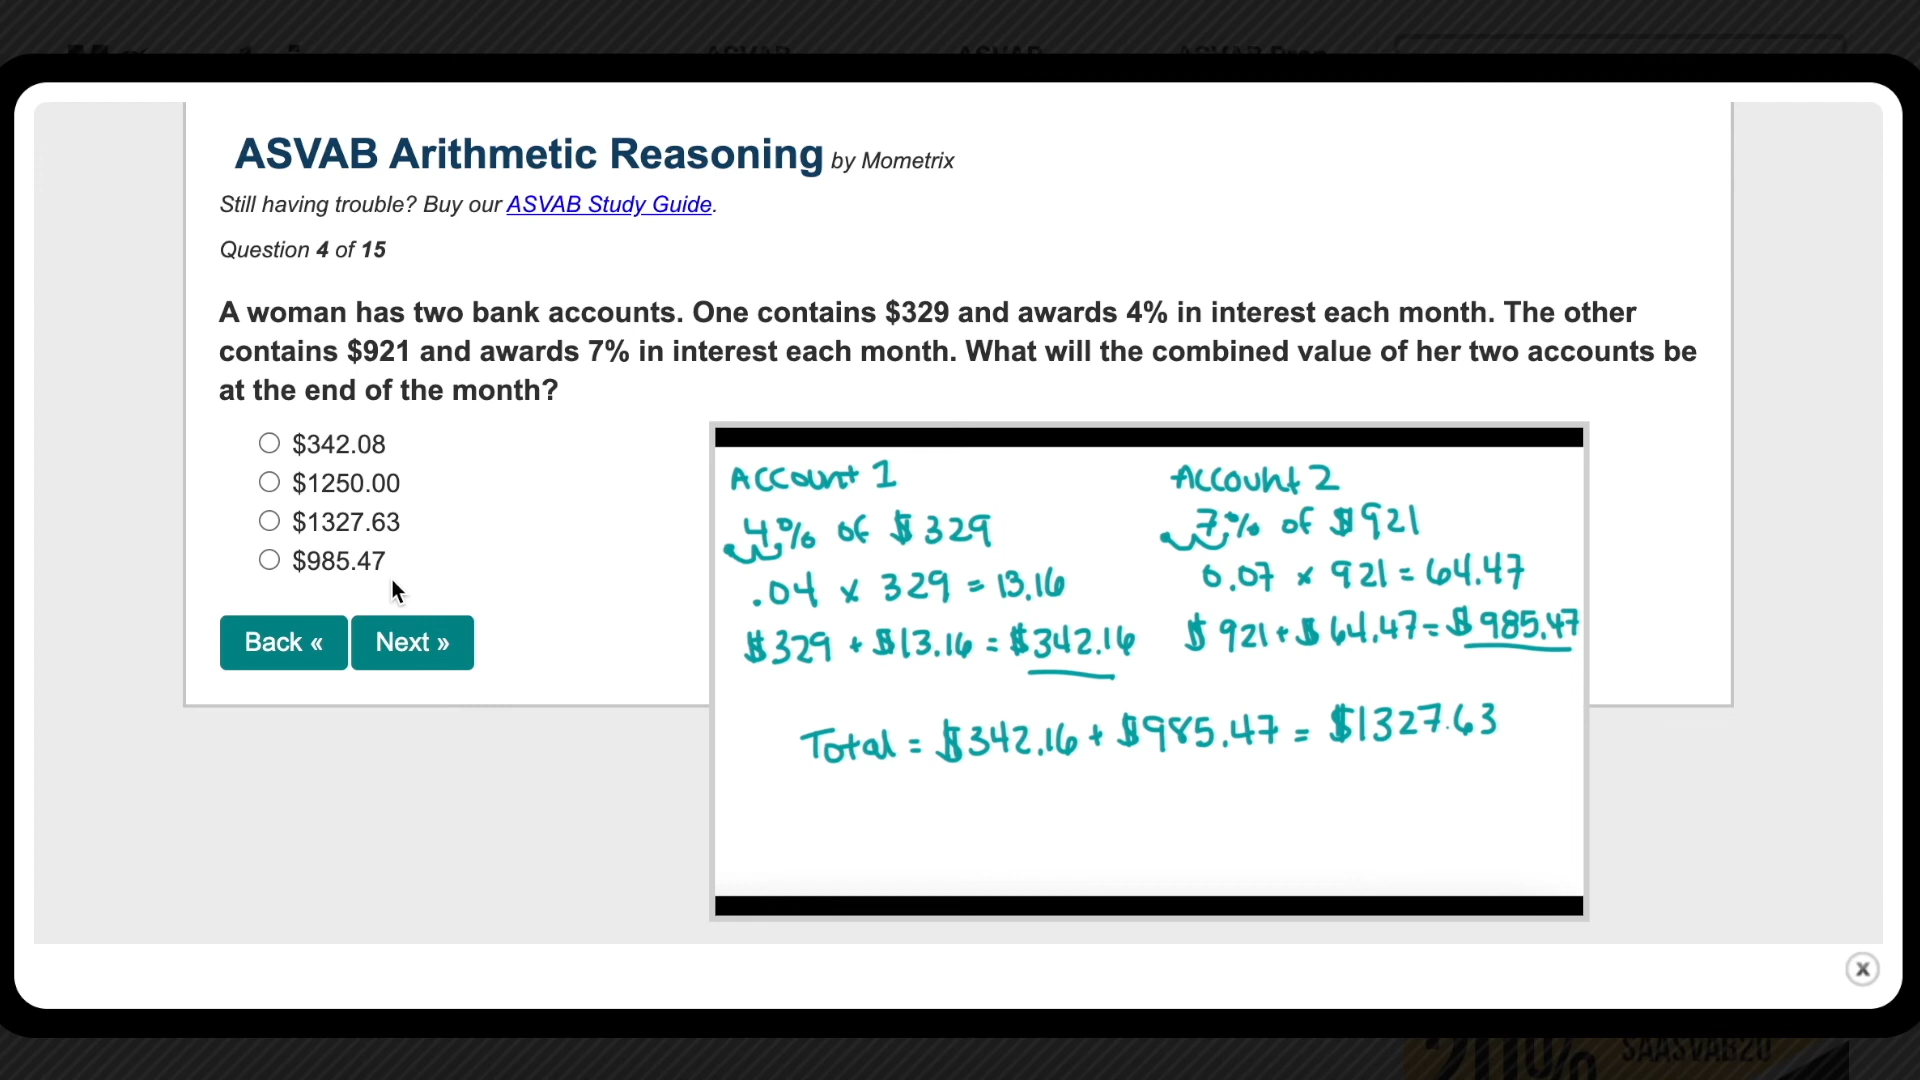 ASVAB Arithmetic Reasoning by Mometrix
Still having trouble? Buy our ASVAB Study Guide.
Question 4 of 15
A woman has two bank accounts. One contains $329 and awards 4% in interest each month. The other
contains $921 and awards 7% in interest each month. What will the combined value of her two accounts be
at the end of the month?
$342.08
$1250.00
$1327.63
$985.47
Back «
Next »
Account 1
4.% of $329
.04 x 329 = 13.16
$329 + $13.16 = $342.16
Account 2
7.% of $921
0.07 x 921 = 64.47
$921 + $64.47 = $985.47
Total = $342.16 + $985.47 = $1327.63
x
20%
SAASVAB20